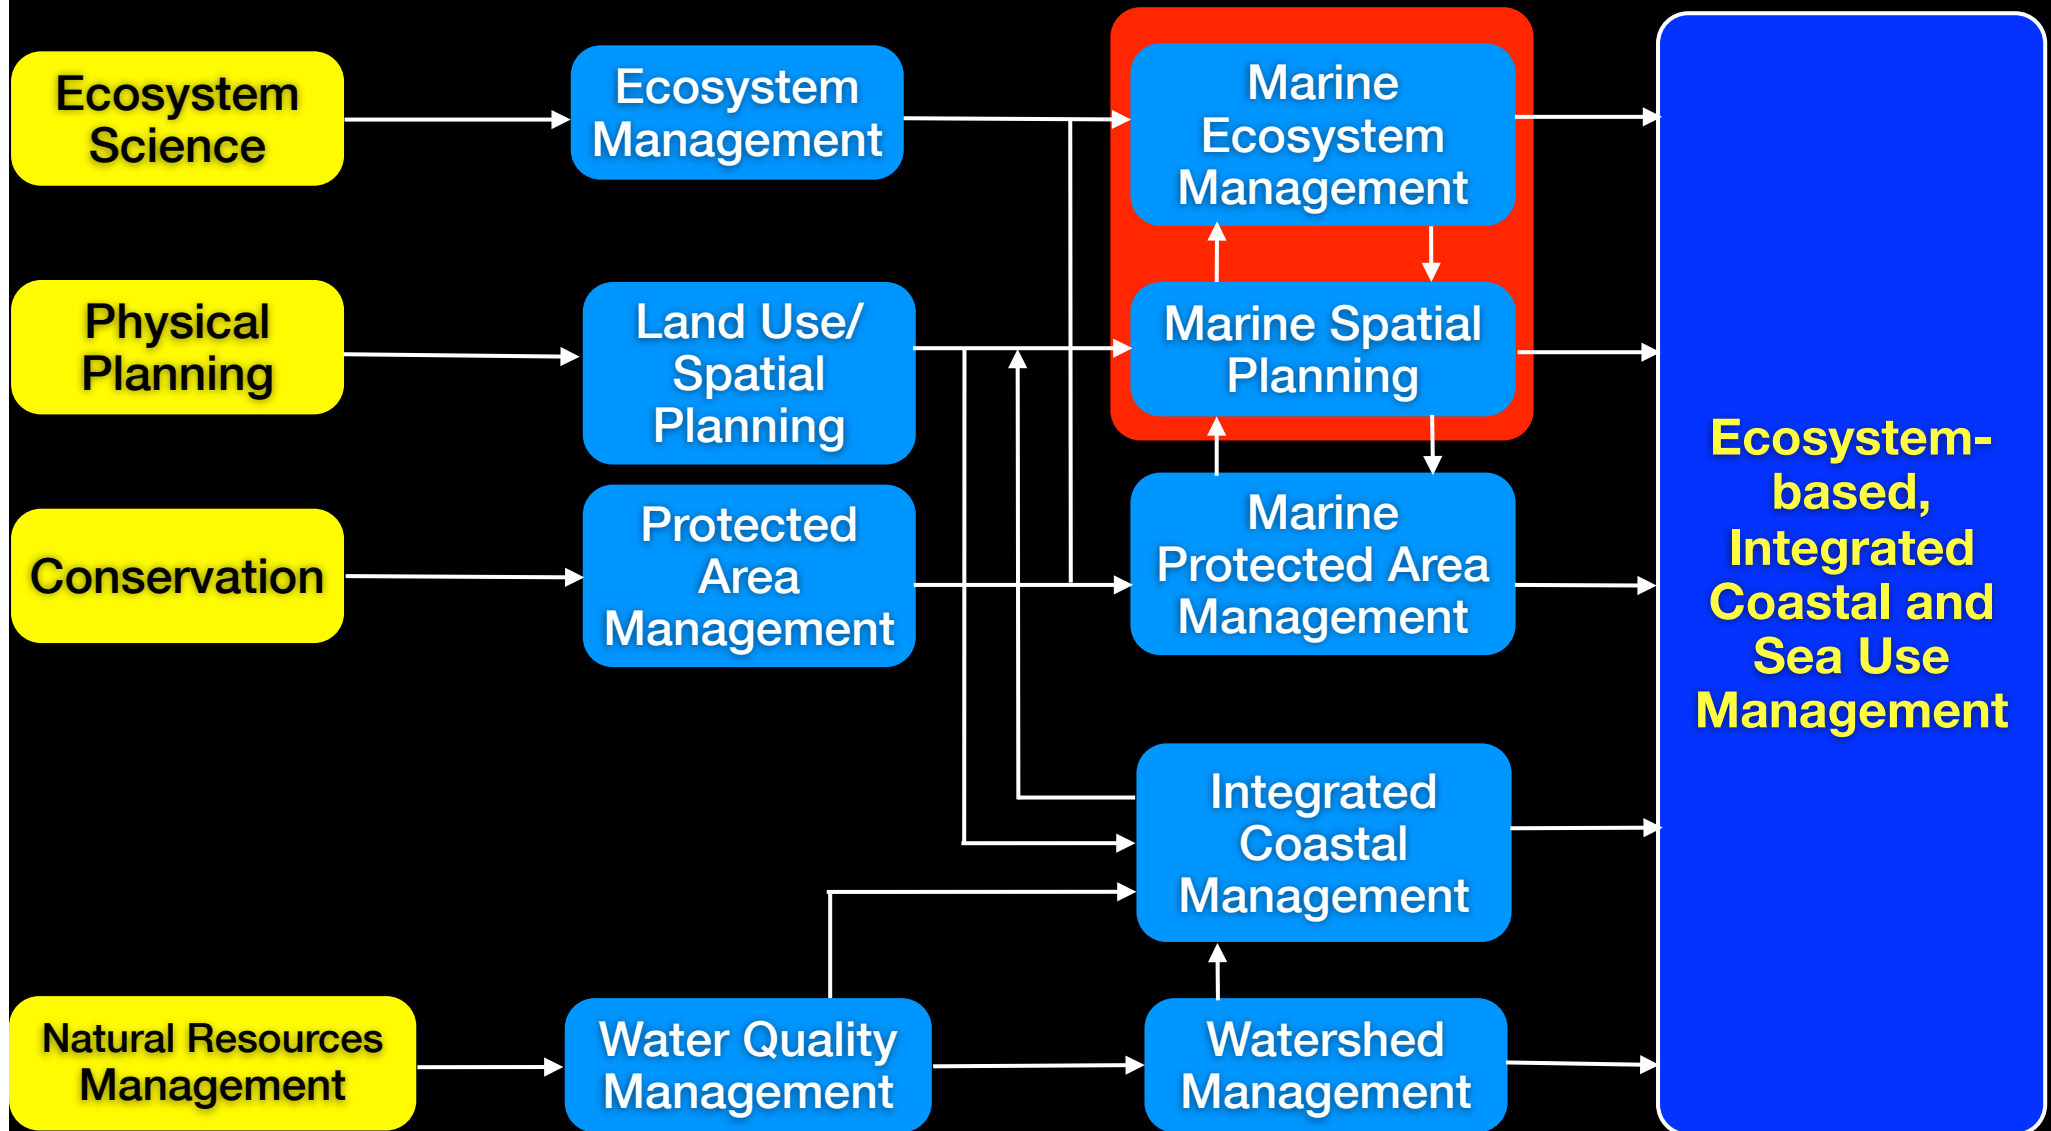 Ecosystem
Science
Ecosystem
Management
Marine
Ecosystem
Management
Physical
Planning
Land Use/
Spatial
Planning
Marine Spatial
Planning
Conservation
Protected
Area
Management
Marine
Protected Area
Management
Integrated
Coastal
Management
Natural Resources
Management
Water Quality
Management
Watershed
Management
Ecosystem-
based,
Integrated
Coastal and
Sea Use
Management